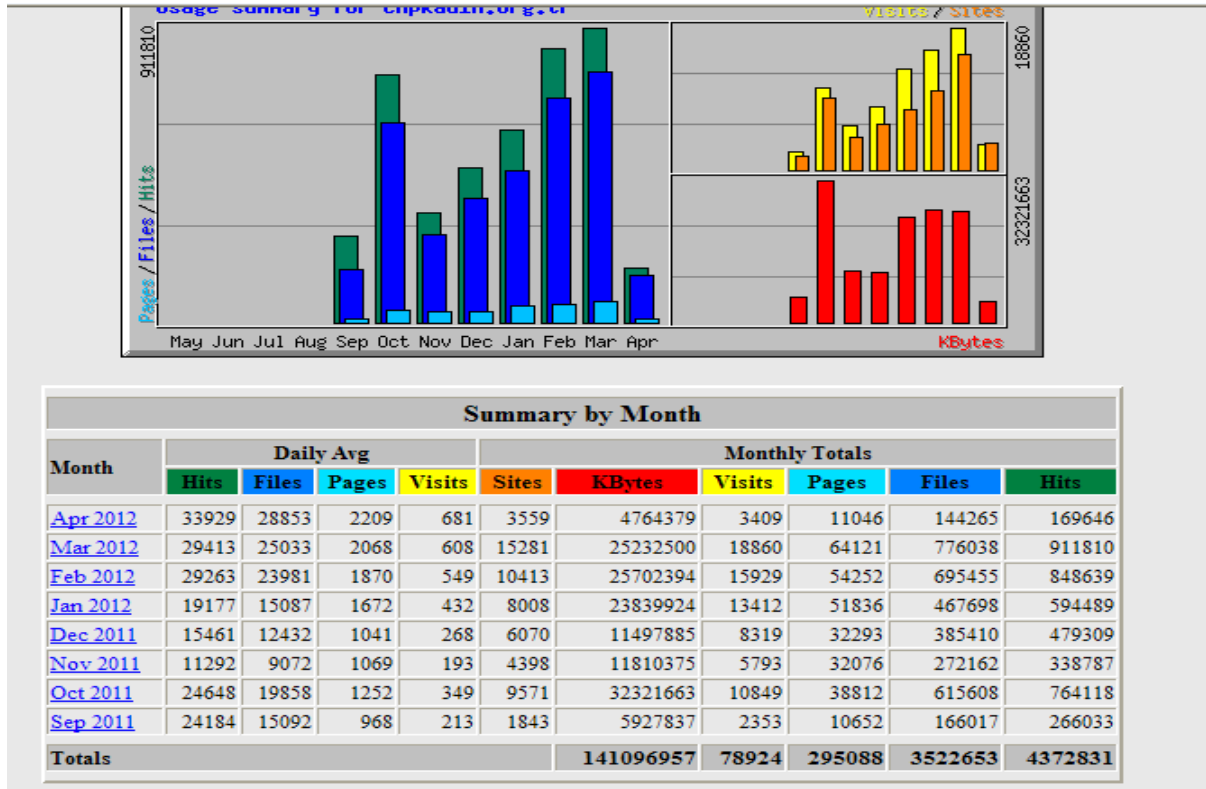 Usage summary for chpkadin.org.tr
Visits / Sites
911810
18860
Pages / Files / Hits
32321663
May Jun Jul Aug Sep Oct Nov Dec Jan Feb Mar Apr
KBytes
Summary by Month
Month Daily Avg Monthly Totals
Hits Files Pages Visits Sites KBytes Visits Pages Files Hits
Apr 2012 33929 28853 2209 681 3559 4764379 3409 11046 144265 169646
Mar 2012 29413 25033 2068 608 15281 25232500 18860 64121 776038 911810
Feb 2012 29263 23981 1870 549 10413 25702394 15929 54252 695455 848639
Jan 2012 19177 15087 1672 432 8008 23839924 13412 51836 467698 594489
Dec 2011 15461 12432 1041 268 6070 11497885 8319 32293 385410 479309
Nov 2011 11292 9072 1069 193 4398 11810375 5793 32076 272162 338787
Oct 2011 24648 19858 1252 349 9571 32321663 10849 38812 615608 764118
Sep 2011 24184 15092 968 213 1843 5927837 2353 10652 166017 266033
Totals 141096957 78924 295088 3522653 4372831